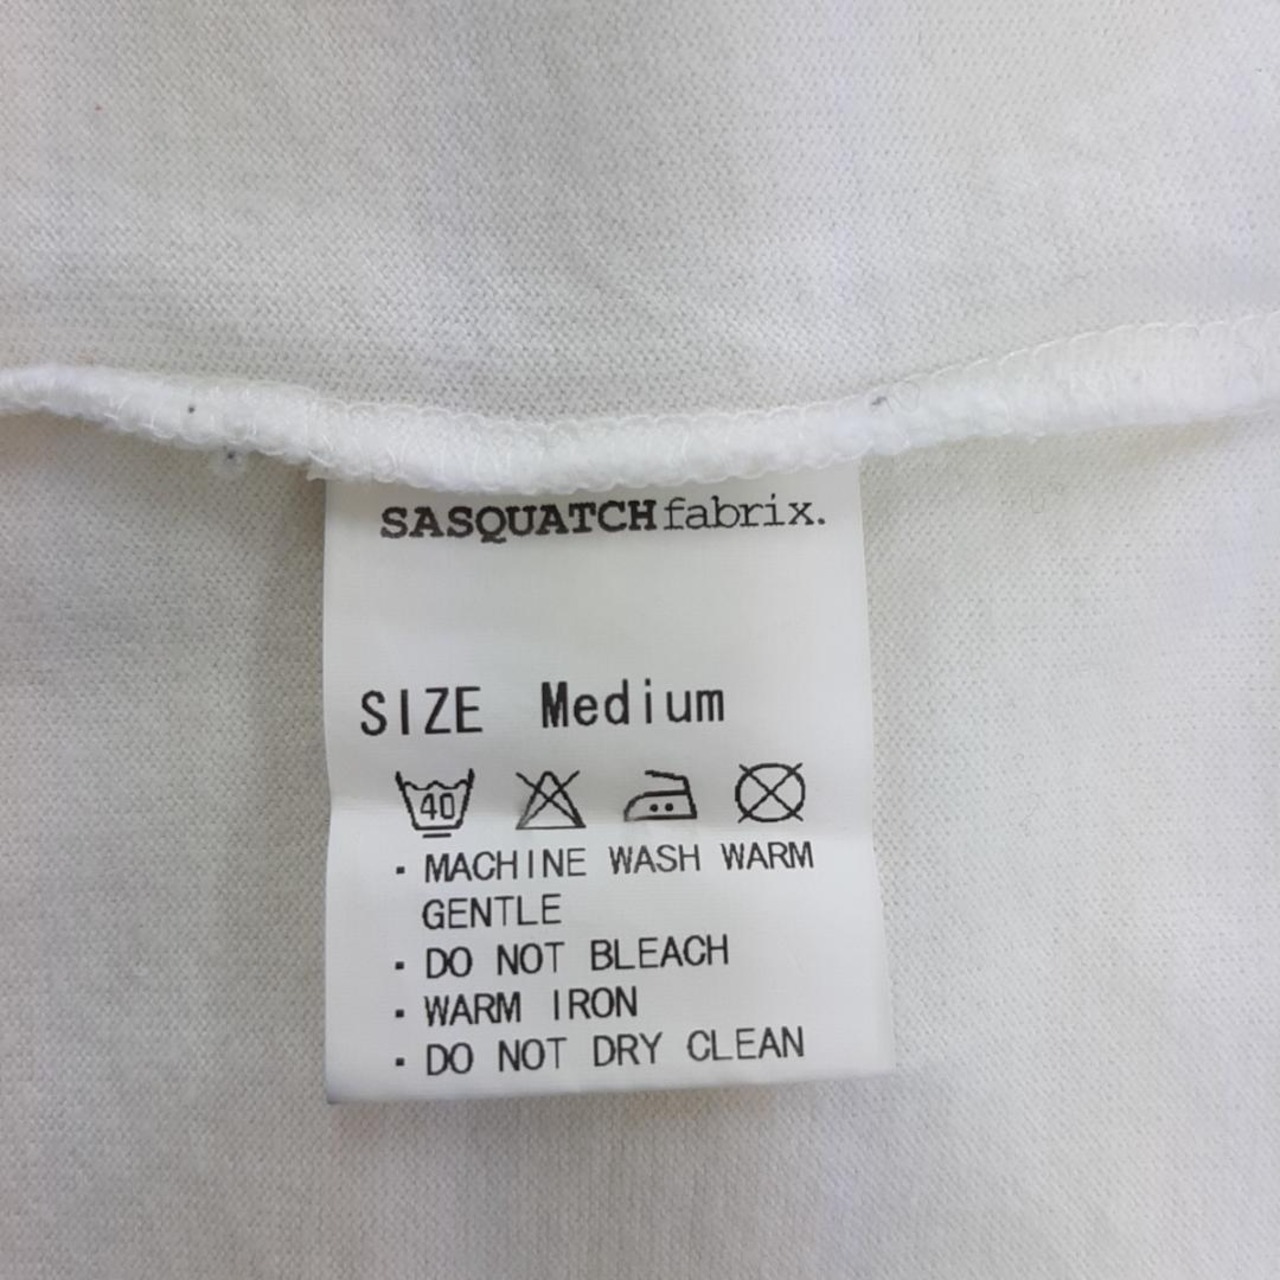 SASQUATCHfabrix.
SIZE Medium
40
· MACHINE WASH WARM
GENTLE
· DO NOT BLEACH
· WARM IRON
· DO NOT DRY CLEAN